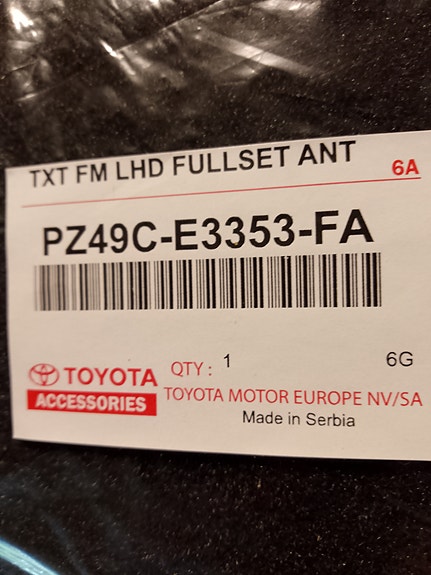 TXT FM LHD FULLSET ANT
6A
PZ49C-E3353-FA
TOYOTA
ACCESSORIES
QTY : 1
6G
TOYOTA MOTOR EUROPE NV/SA
Made in Serbia